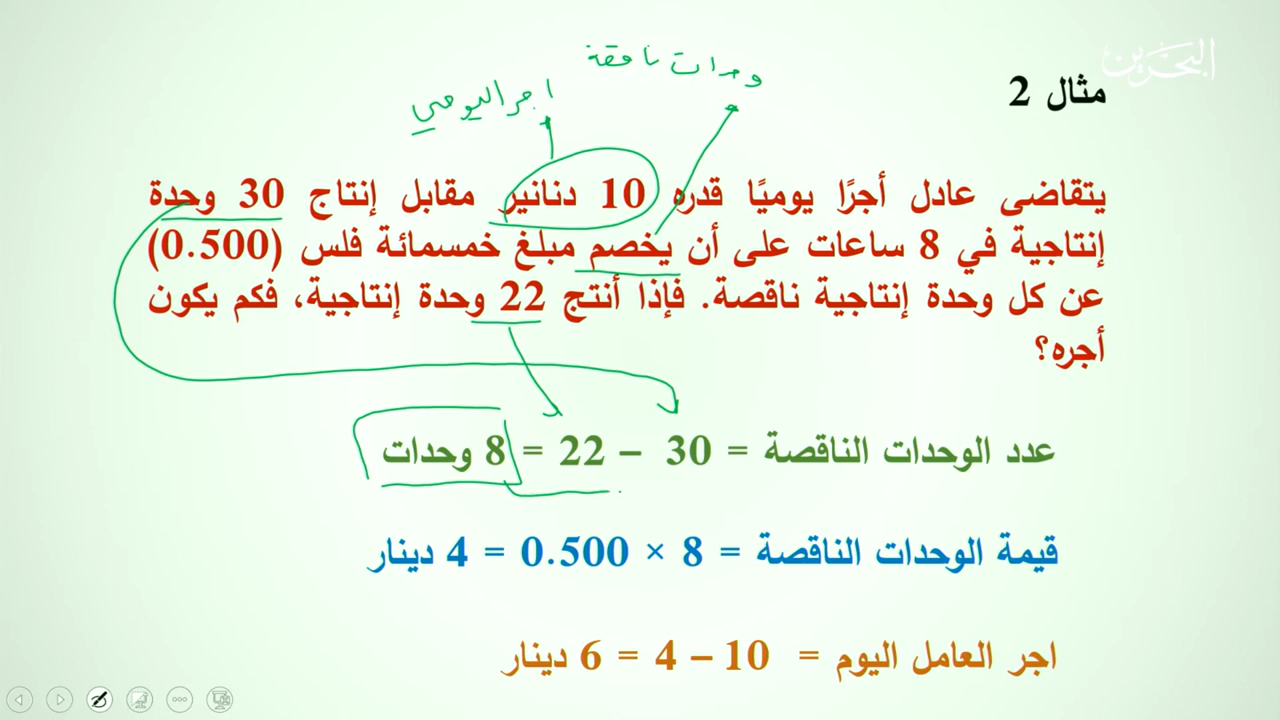 البحرين
مثال 2
وحدات ناقصة
اجر اليومي
يتقاضى عادل أجرًا يوميًا قدره 10 دنانير مقابل إنتاج 30 وحدة
إنتاجية في 8 ساعات على أن يخصم مبلغ خمسمائة فلس (0.500)
عن كل وحدة إنتاجية ناقصة. فإذا أنتج 22 وحدة إنتاجية، فكم يكون
أجره؟
عدد الوحدات الناقصة = 30 – 22 = 8 وحدات
قيمة الوحدات الناقصة = 8 × 0.500 = 4 دينار
اجر العامل اليوم = 10 – 4 = 6 دينار